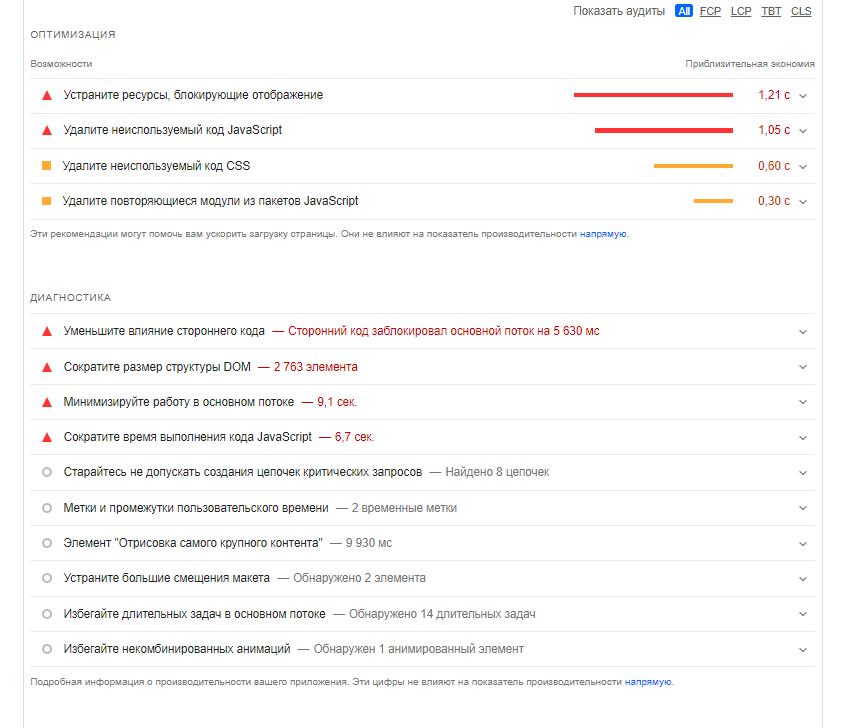 Показать аудиты All FCP LCP TBT CLS
ОПТИМИЗАЦИЯ
Возможности Приблизительная экономия
Устраните ресурсы, блокирующие отображение 1,21 с
Удалите неиспользуемый код JavaScript 1,05 с
Удалите неиспользуемый код CSS 0,60 с
Удалите повторяющиеся модули из пакетов JavaScript 0,30 с
Эти рекомендации могут помочь вам ускорить загрузку страницы. Они не влияют на показатель производительности напрямую.
ДИАГНОСТИКА
Уменьшите влияние стороннего кода — Сторонний код заблокировал основной поток на 5 630 мс
Сократите размер структуры DOM — 2 763 элемента
Минимизируйте работу в основном потоке — 9,1 сек.
Сократите время выполнения кода JavaScript — 6,7 сек.
Старайтесь не допускать создания цепочек критических запросов — Найдено 8 цепочек
Метки и промежутки пользовательского времени — 2 временные метки
Элемент "Отрисовка самого крупного контента" — 9 930 мс
Устраните большие смещения макета — Обнаружено 2 элемента
Избегайте длительных задач в основном потоке — Обнаружено 14 длительных задач
Избегайте некомбинированных анимаций — Обнаружен 1 анимированный элемент
Подробная информация о производительности вашего приложения. Эти цифры не влияют на показатель производительности напрямую.